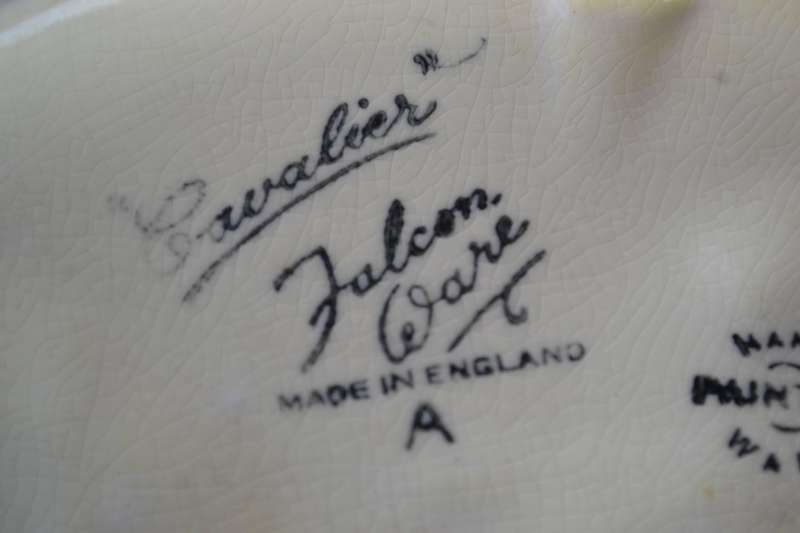 "Cavalier"
Falcon
Ware
MADE IN ENGLAND
A